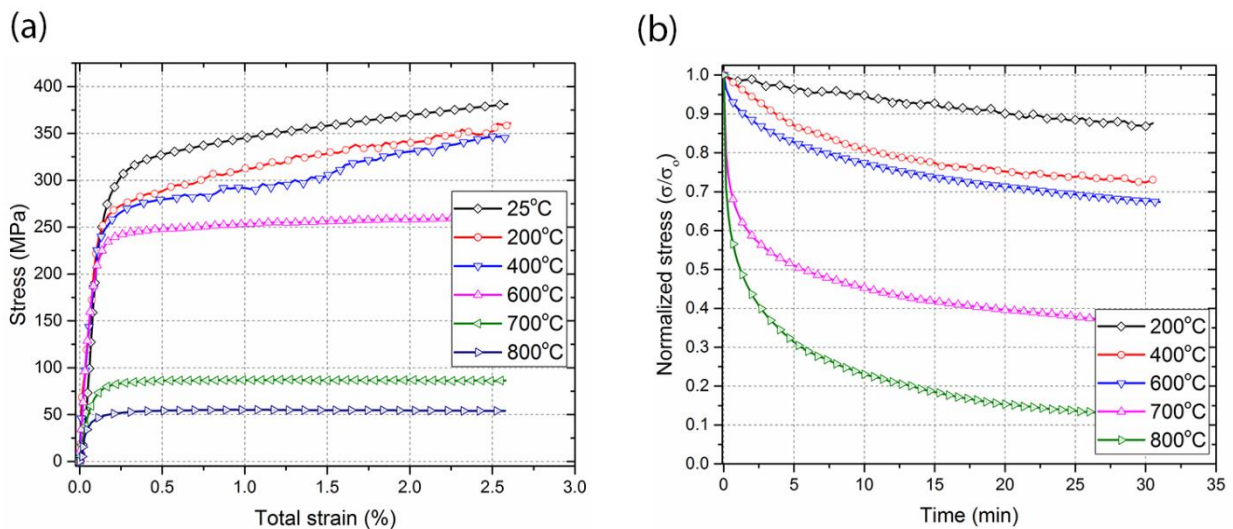 (a)
400
350
300
250
200
150
100
50
0
Stress (MPa)
0.0 0.5 1.0 1.5 2.0 2.5 3.0
Total strain (%)
25°C
200°C
400°C
600°C
700°C
800°C
(b)
1.0
0.9
0.8
0.7
0.6
0.5
0.4
0.3
0.2
0.1
0.0
Normalized stress (σ/σo)
0 5 10 15 20 25 30 35
Time (min)
200°C
400°C
600°C
700°C
800°C